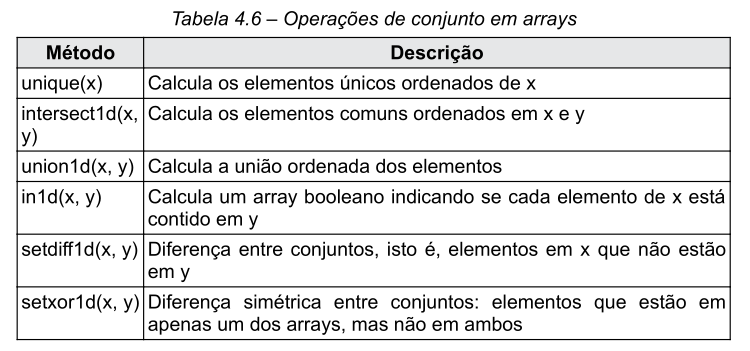 Tabela 4.6 – Operações de conjunto em arrays
Método Descrição
unique(x) Calcula os elementos únicos ordenados de x
intersect1d(x, Calcula os elementos comuns ordenados em x e y
y)
union1d(x, y) Calcula a união ordenada dos elementos
in1d(x, y) Calcula um array booleano indicando se cada elemento de x está
contido em y
setdiff1d(x, y) Diferença entre conjuntos, isto é, elementos em x que não estão
em y
setxor1d(x, y) Diferença simétrica entre conjuntos: elementos que estão em
apenas um dos arrays, mas não em ambos